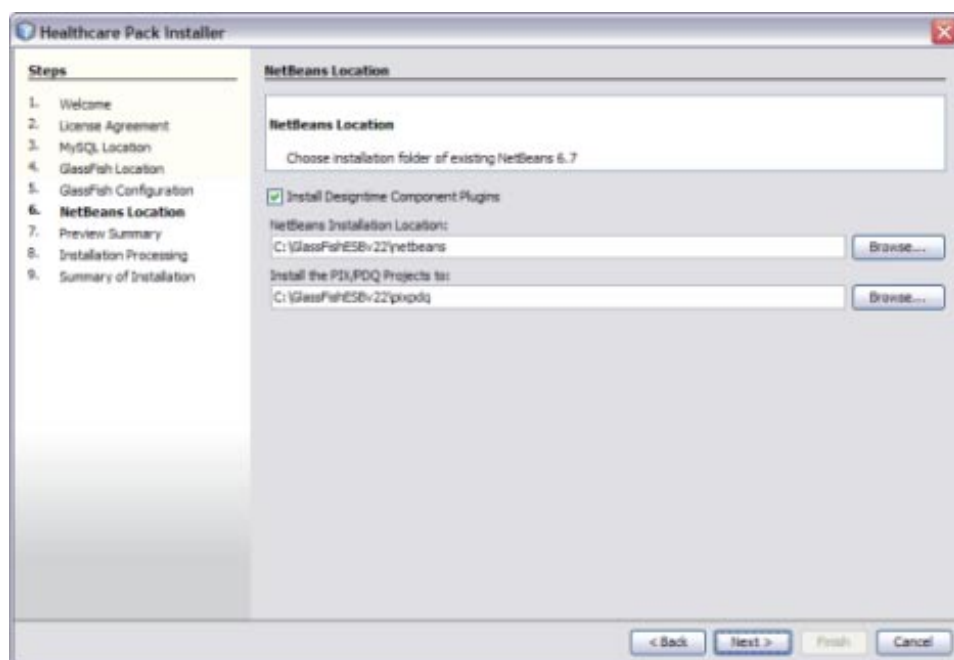 Healthcare Pack Installer
Steps
1. Welcome
2. License Agreement
3. MySQL Location
4. GlassFish Location
5. GlassFish Configuration
6. NetBeans Location
7. Preview Summary
8. Installation Processing
9. Summary of Installation
NetBeans Location
NetBeans Location
Choose installation folder of existing NetBeans 6.7
Install Designtime Component Plugins
NetBeans Installation Location:
C:\GlassFishESBv22\netbeans
Browse...
Install the PIX/PDQ Projects to:
C:\GlassFishESBv22\pixpdq
Browse...
< Back
Next >
Finish
Cancel